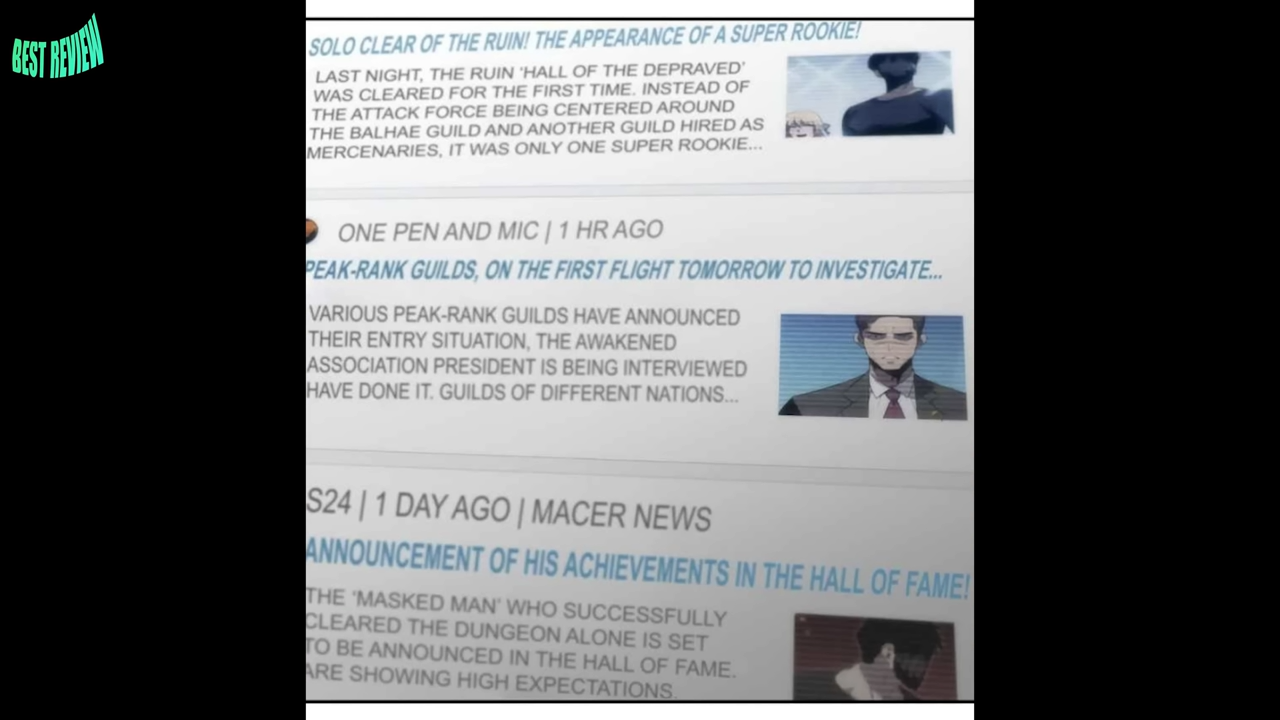 BEST REVIEW
SOLO CLEAR OF THE RUIN! THE APPEARANCE OF A SUPER ROOKIE!
LAST NIGHT, THE RUIN 'HALL OF THE DEPRAVED'
WAS CLEARED FOR THE FIRST TIME. INSTEAD OF
THE ATTACK FORCE BEING CENTERED AROUND
THE BALHAE GUILD AND ANOTHER GUILD HIRED AS
MERCENARIES, IT WAS ONLY ONE SUPER ROOKIE...
ONE PEN AND MIC | 1 HR AGO
PEAK-RANK GUILDS, ON THE FIRST FLIGHT TOMORROW TO INVESTIGATE...
VARIOUS PEAK-RANK GUILDS HAVE ANNOUNCED
THEIR ENTRY SITUATION, THE AWAKENED
ASSOCIATION PRESIDENT IS BEING INTERVIEWED
HAVE DONE IT. GUILDS OF DIFFERENT NATIONS...
S24 | 1 DAY AGO | MACER NEWS
ANNOUNCEMENT OF HIS ACHIEVEMENTS IN THE HALL OF FAME!
THE 'MASKED MAN' WHO SUCCESSFULLY
CLEARED THE DUNGEON ALONE IS SET
TO BE ANNOUNCED IN THE HALL OF FAME.
ARE SHOWING HIGH EXPECTATIONS.